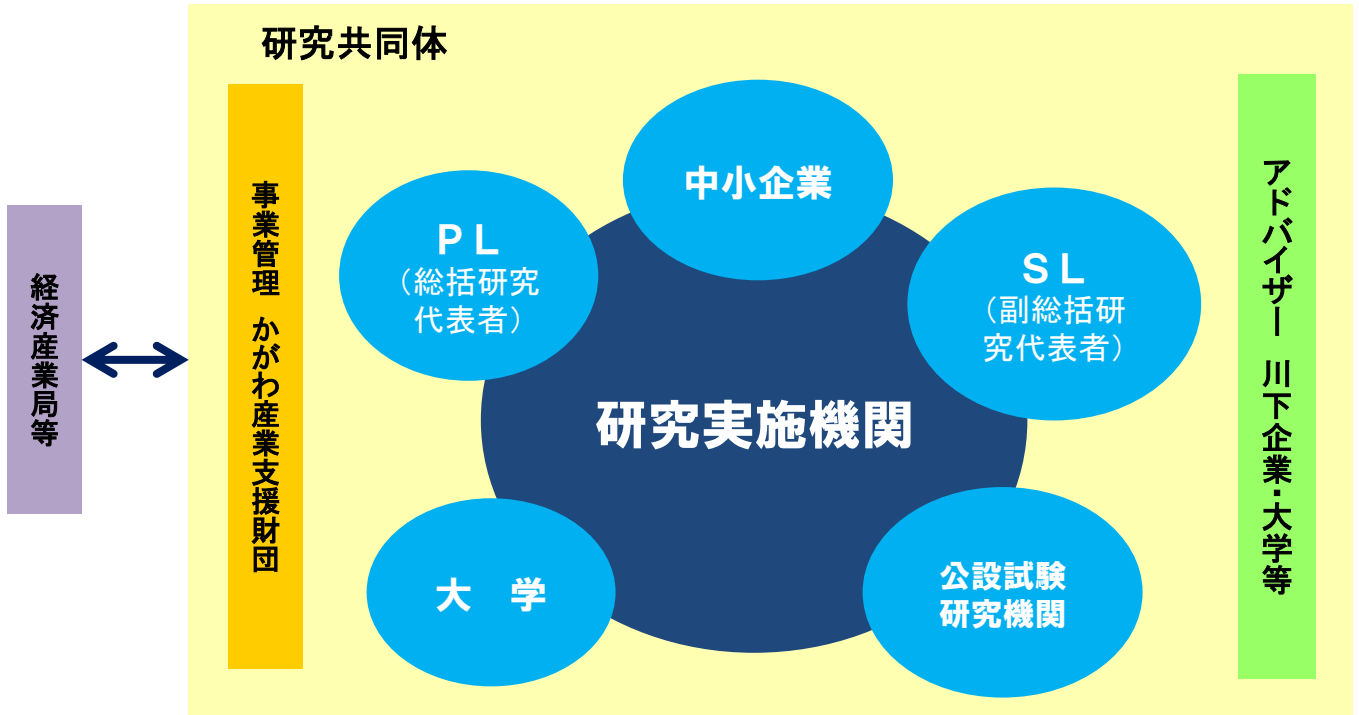 研究共同体
経済産業局等
事業管理 かがわ産業支援財団
PL
(総括研究
代表者)
中小企業
SL
(副総括研
究代表者)
研究実施機関
大 学
公設試験
研究機関
アドバイザー 川下企業・大学等